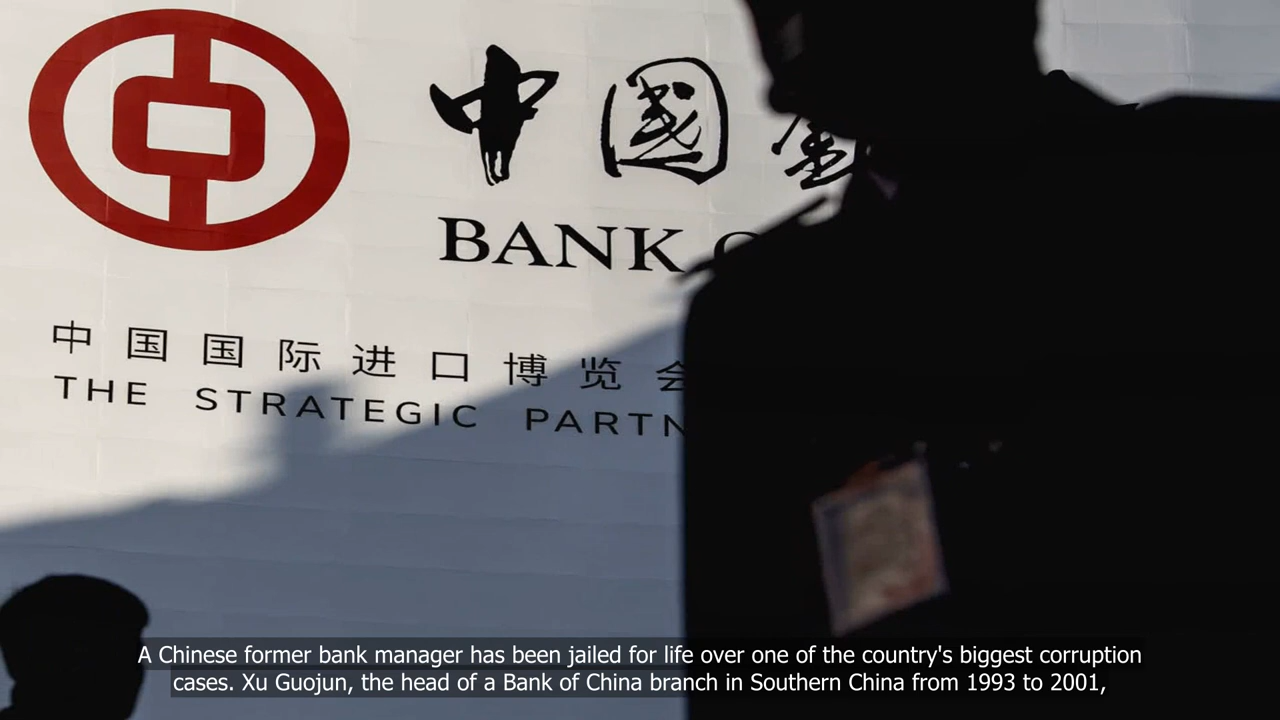 中国
BANK
中国国际进口博览会
THE STRATEGIC
A Chinese former bank manager has been jailed for life over one of the country's biggest corruption
cases. Xu Guojun, the head of a Bank of China branch in Southern China from 1993 to 2001,